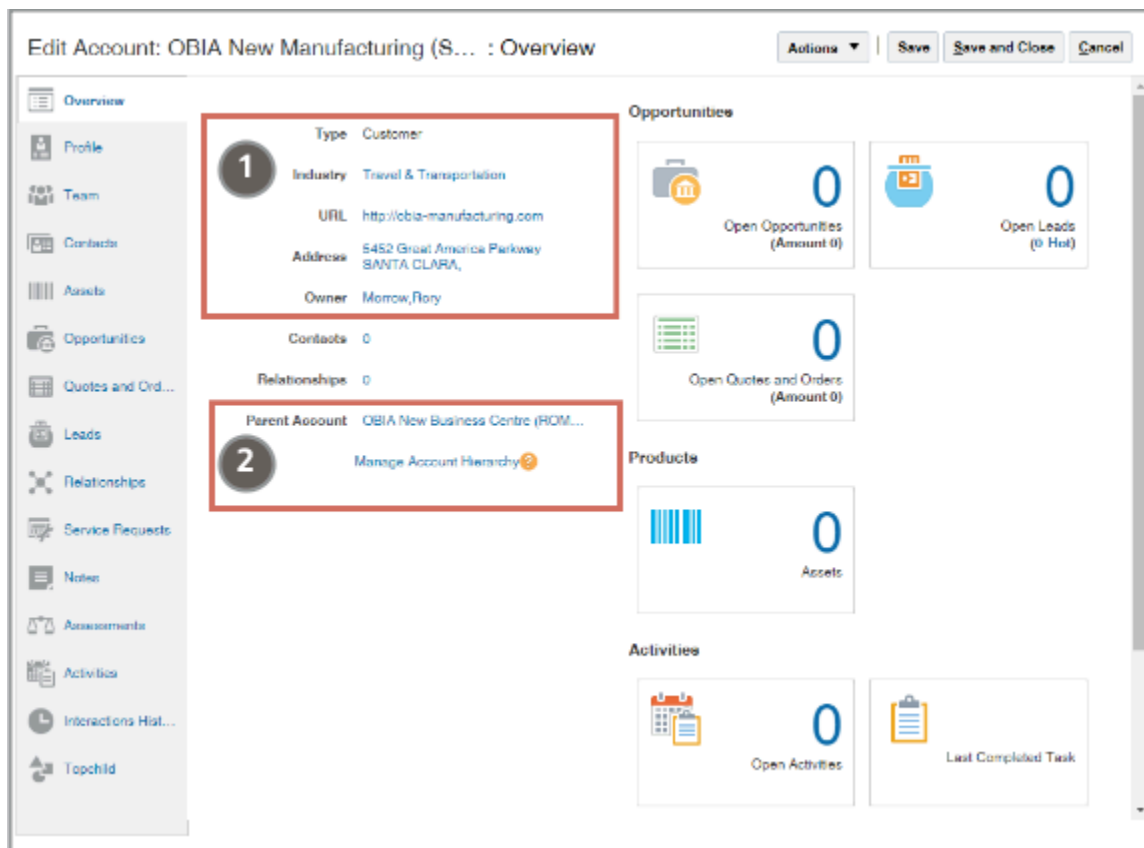 Edit Account: OBIA New Manufacturing (S... : Overview
Actions
Save
Save and Close
Cancel
Overview
Profile
Team
Contacts
Assets
Opportunities
Quotes and Ord...
Leads
Relationships
Service Requests
Notes
Assessments
Activities
Interactions Hist...
Topchild
1
Type Customer
Industry Travel & Transportation
URL http://obia-manufacturing.com
Address 5452 Great America Parkway
SANTA CLARA,
Owner Morrow,Rory
Contacts 0
Relationships 0
2
Parent Account OBIA New Business Centre (ROM...
Manage Account Hierarchy?
Opportunities
0
Open Opportunities
(Amount 0)
0
Open Leads
(0 Hot)
0
Open Quotes and Orders
(Amount 0)
Products
0
Assets
Activities
0
Open Activities
Last Completed Task